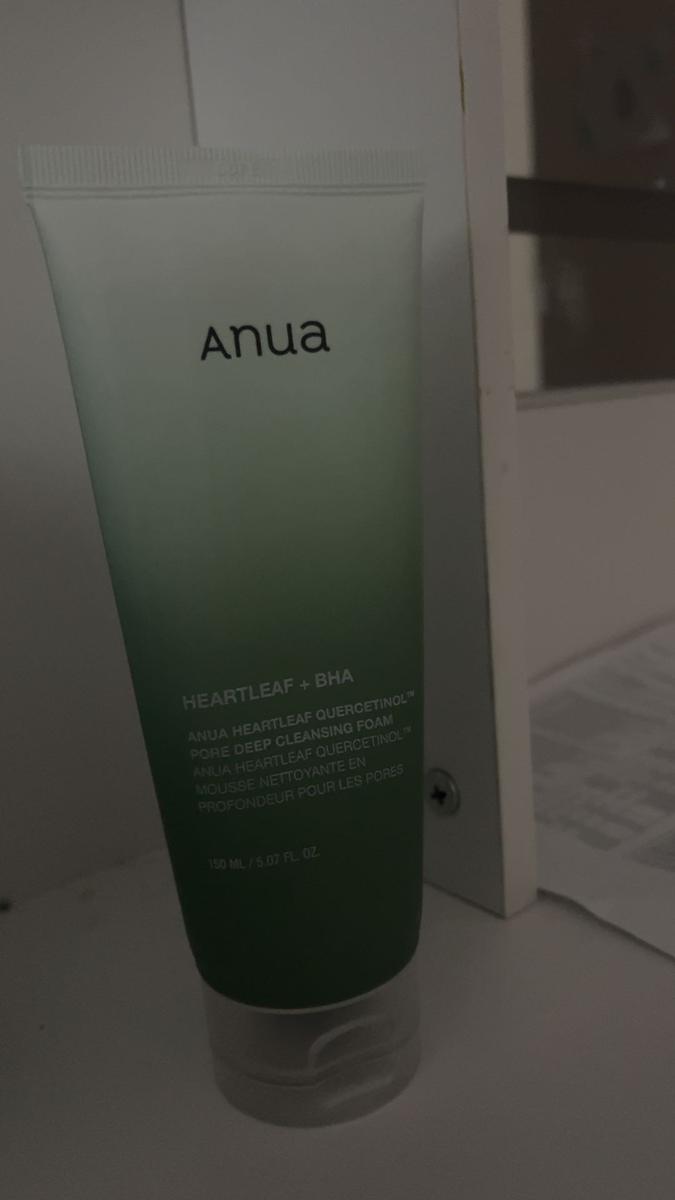 Anua
HEARTLEAF + BHA
ANUA HEARTLEAF QUERCETINOL™
PORE DEEP CLEANSING FOAM
ANUA HEARTLEAF QUERCETINOL™
MOUSSE NETTOYANTE EN
PROFONDEUR POUR LES PORES
150 ML / 5.07 FL. OZ.